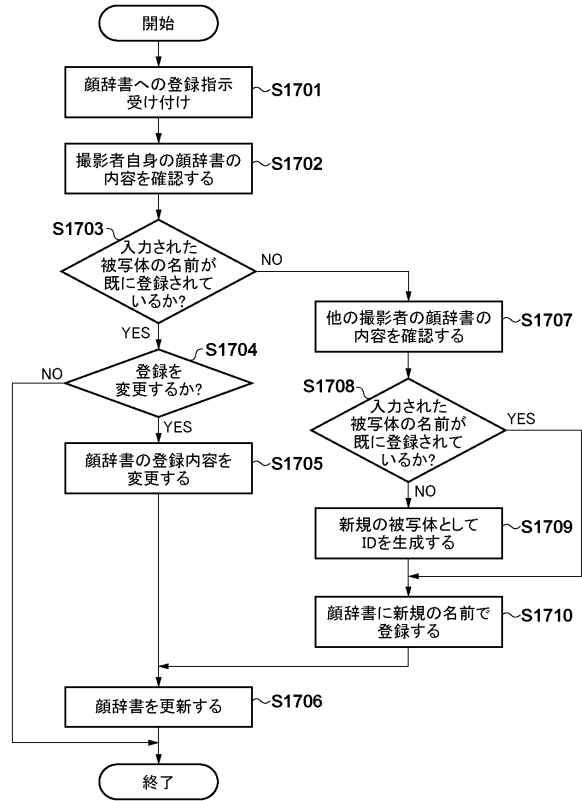 開始
顔辞書への登録指示
受け付け
S1701
撮影者自身の顔辞書の
内容を確認する
S1702
S1703
入力された
被写体の名前が
既に登録されて
いるか?
NO
YES
他の撮影者の顔辞書の
内容を確認する
S1707
S1704
登録を
変更するか?
NO
YES
S1708
入力された
被写体の名前が
既に登録されて
いるか?
YES
NO
顔辞書の登録内容を
変更する
S1705
新規の被写体として
IDを生成する
S1709
顔辞書に新規の名前で
登録する
S1710
顔辞書を更新する
S1706
終了